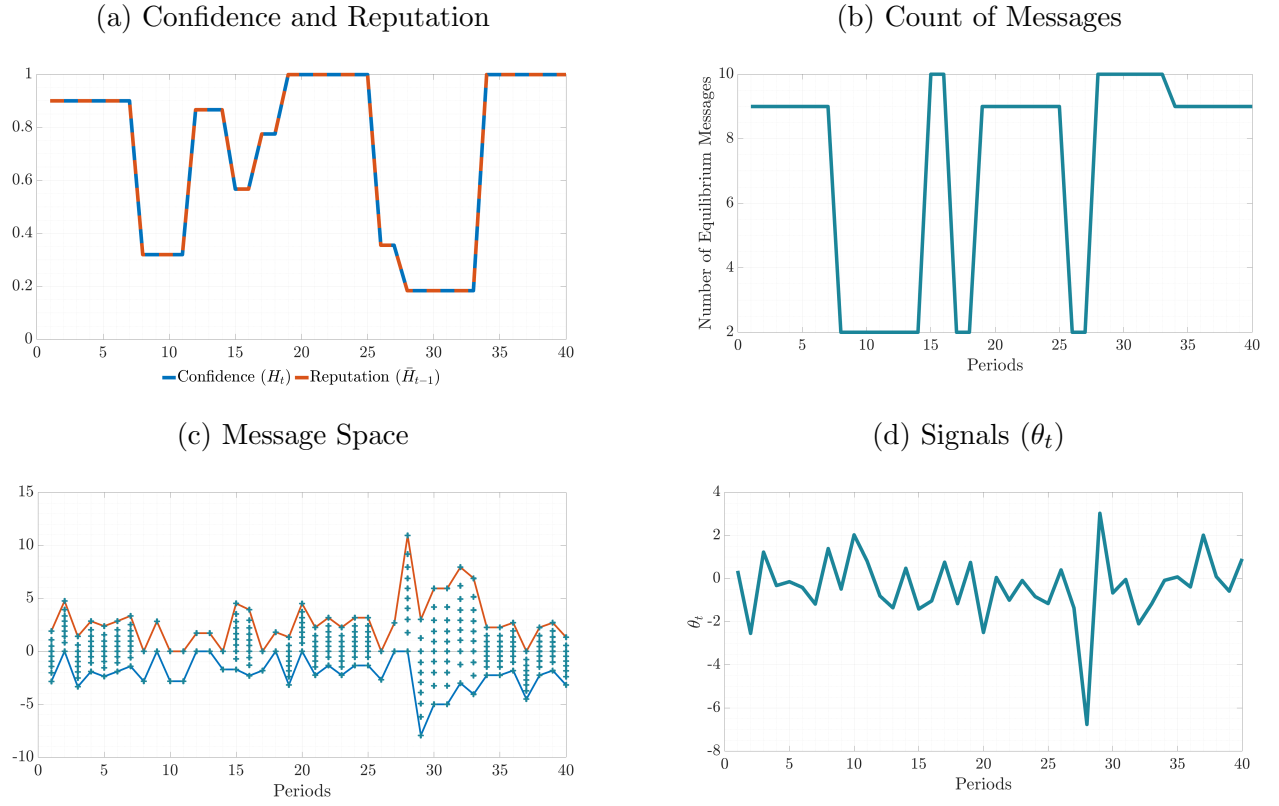 (a) Confidence and Reputation
1
0.8
0.6
0.4
0.2
0
0 5 10 15 20 25 30 35 40
Confidence (H_t) Reputation (H̄_{t−1})
(b) Count of Messages
Number of Equilibrium Messages
10
8
6
4
2
0 5 10 15 20 25 30 35 40
Periods
(c) Message Space
15
10
5
0
-5
-10
0 5 10 15 20 25 30 35 40
Periods
(d) Signals (θ_t)
θ_t
4
2
0
-2
-4
-6
-8
0 5 10 15 20 25 30 35 40
Periods